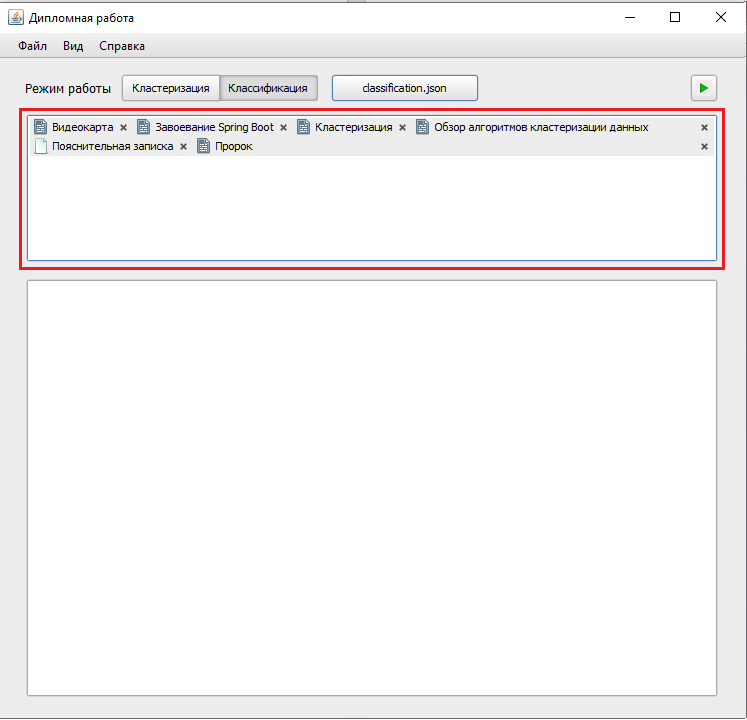 Дипломная работа
Файл Вид Справка
Режим работы Кластеризация Классификация classification.json
Видеокарта Завоевание Spring Boot Кластеризация Обзор алгоритмов кластеризации данных
Пояснительная записка Пророк